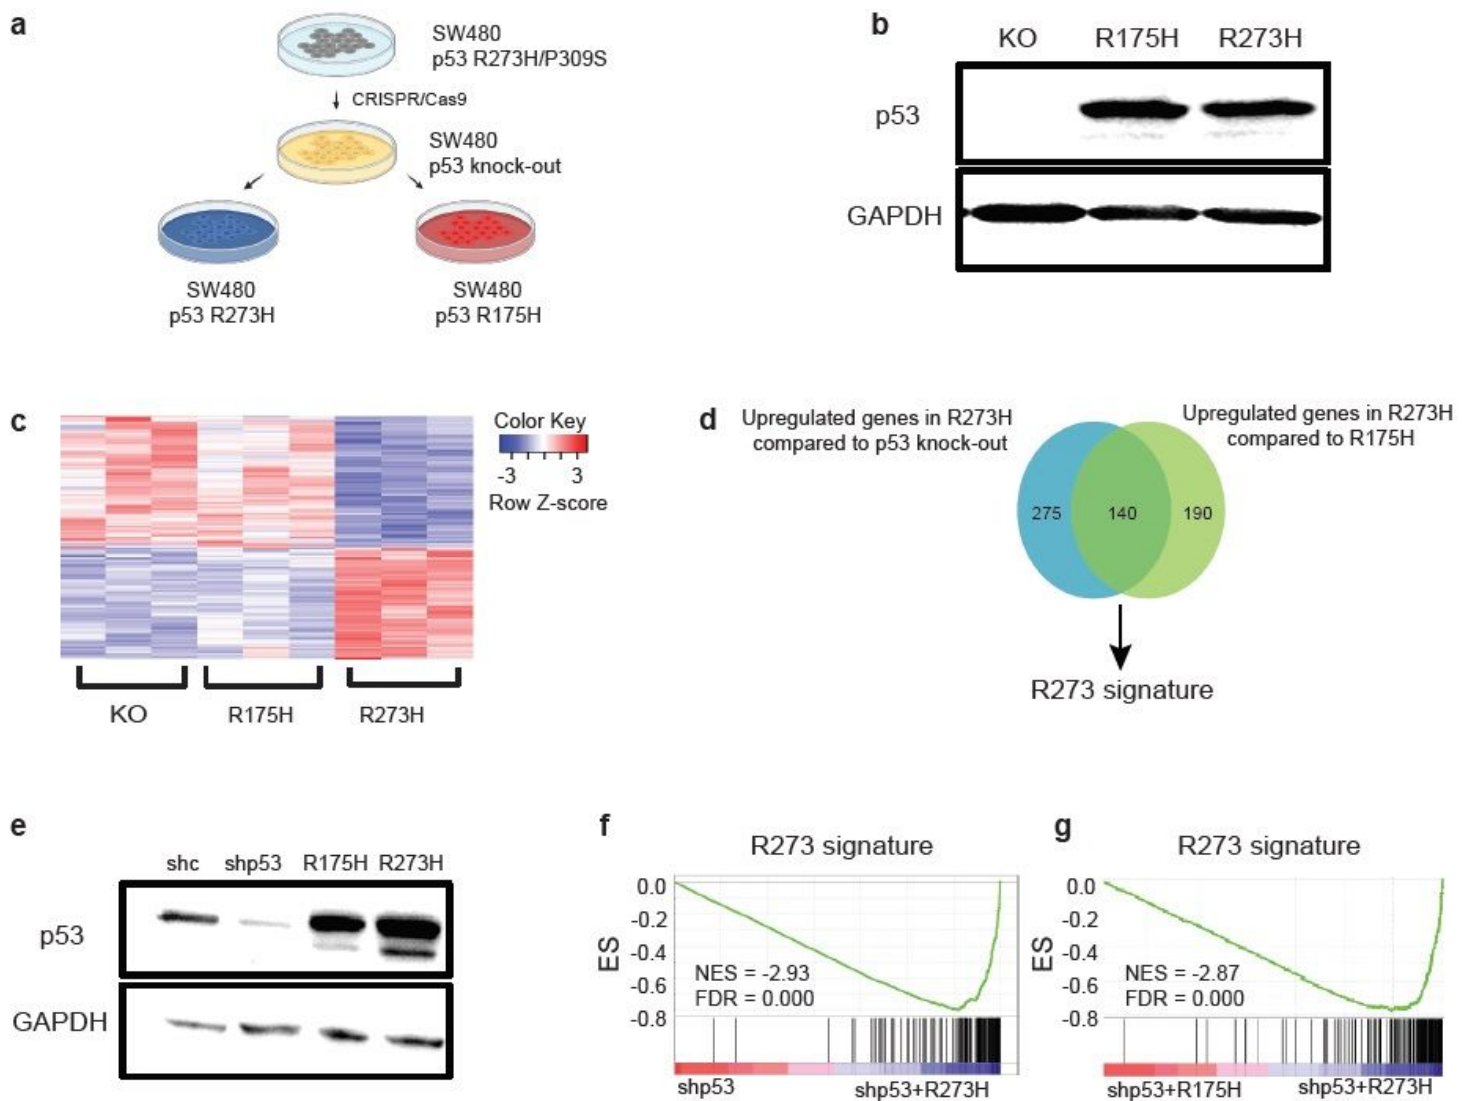 a
SW480
p53 R273H/P309S
CRISPR/Cas9
SW480
p53 knock-out
SW480
p53 R273H
SW480
p53 R175H
b
KO R175H R273H
p53
GAPDH
c
Color Key
-3 3
Row Z-score
KO R175H R273H
d
Upregulated genes in R273H
compared to p53 knock-out
Upregulated genes in R273H
compared to R175H
275 140 190
R273 signature
e
shc shp53 R175H R273H
p53
GAPDH
f
R273 signature
ES
0.0
-0.2
-0.4
-0.6
-0.8
NES = -2.93
FDR = 0.000
shp53 shp53+R273H
g
R273 signature
ES
0.0
-0.2
-0.4
-0.6
-0.8
NES = -2.87
FDR = 0.000
shp53+R175H shp53+R273H